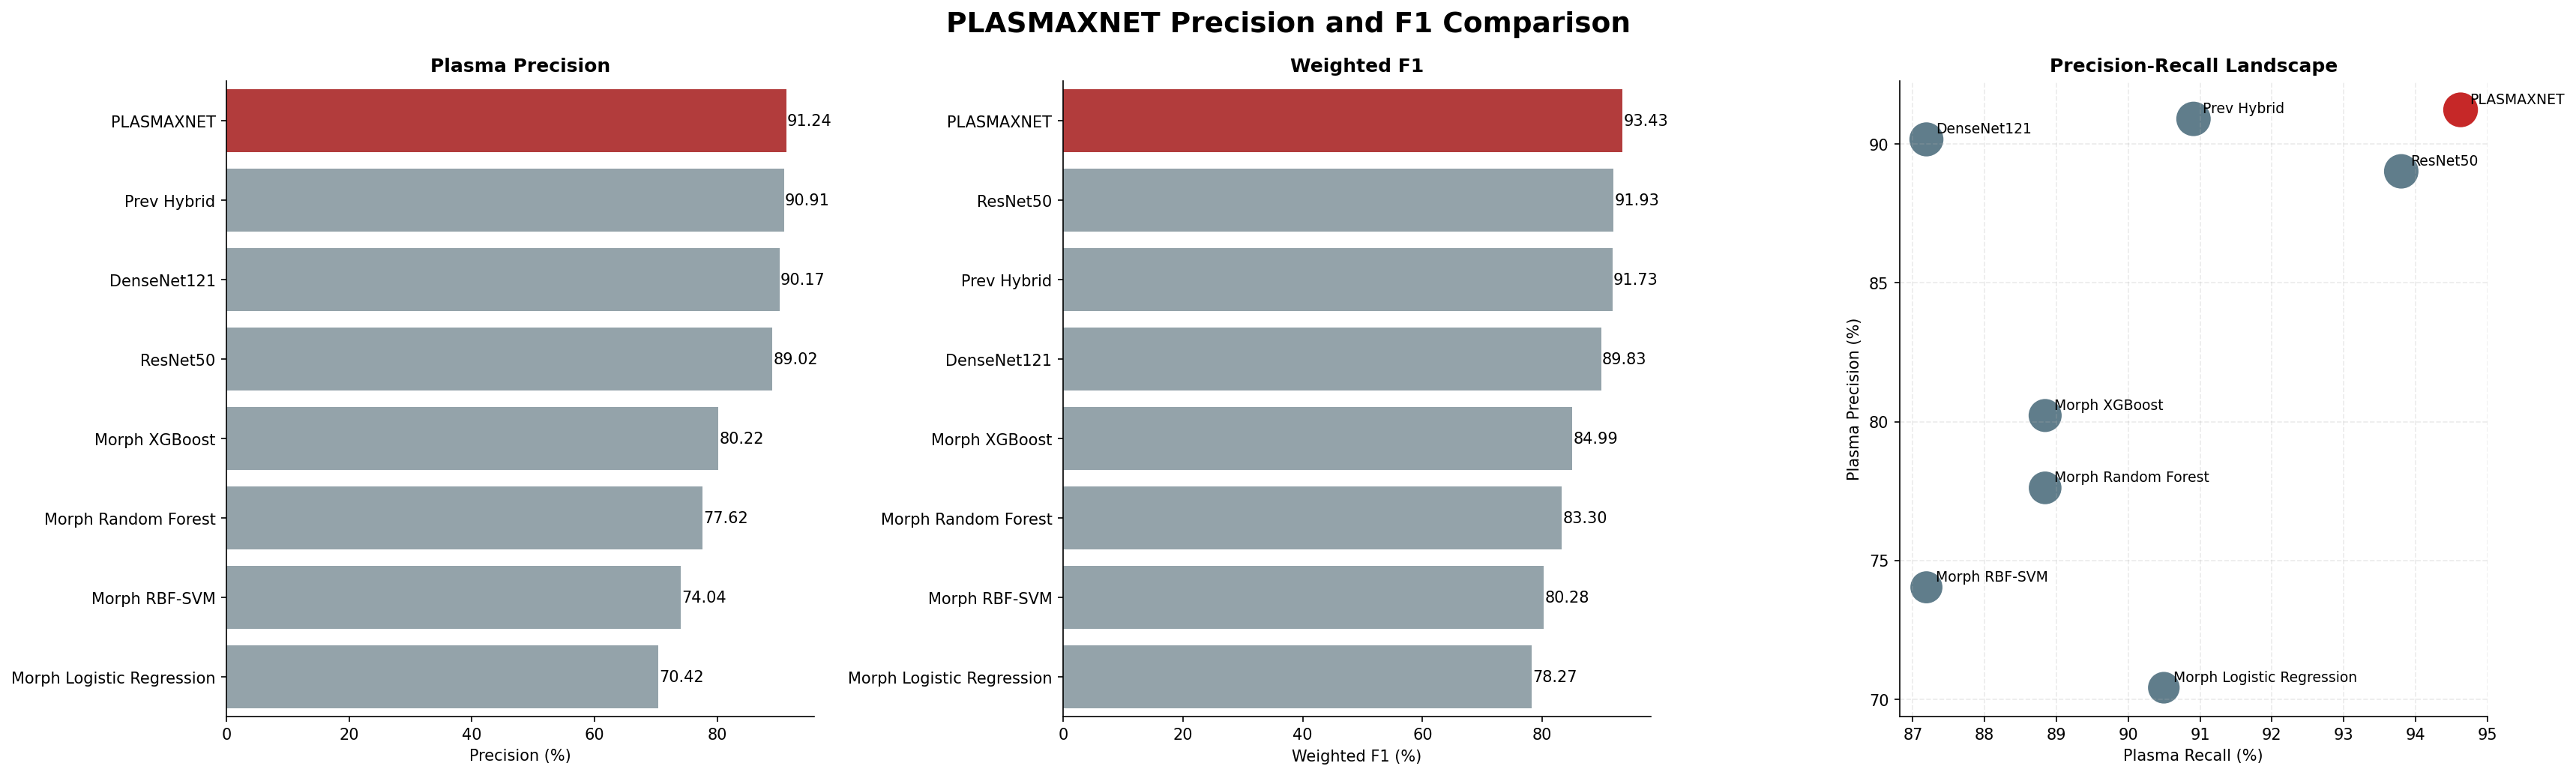 PLASMAXNET Precision and F1 Comparison
Plasma Precision
PLASMAXNET
91.24
Prev Hybrid
90.91
DenseNet121
90.17
ResNet50
89.02
Morph XGBoost
80.22
Morph Random Forest
77.62
Morph RBF-SVM
74.04
Morph Logistic Regression
70.42
0 20 40 60 80
Precision (%)
Weighted F1
PLASMAXNET
93.43
ResNet50
91.93
Prev Hybrid
91.73
DenseNet121
89.83
Morph XGBoost
84.99
Morph Random Forest
83.30
Morph RBF-SVM
80.28
Morph Logistic Regression
78.27
0 20 40 60 80
Weighted F1 (%)
Precision-Recall Landscape
Plasma Precision (%)
90
85
80
75
70
PLASMAXNET
Prev Hybrid
DenseNet121
ResNet50
Morph XGBoost
Morph Random Forest
Morph RBF-SVM
Morph Logistic Regression
87 88 89 90 91 92 93 94 95
Plasma Recall (%)